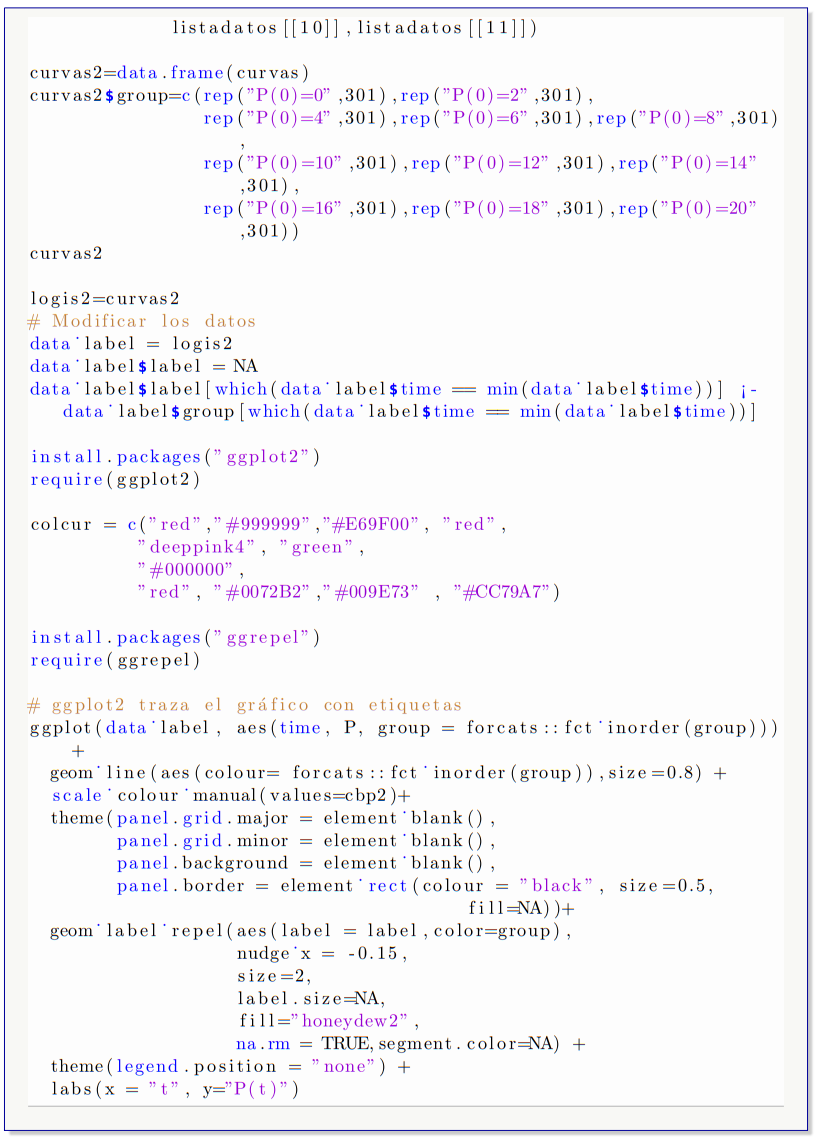 listadatos[[10]],listadatos[[11]])
curvas2=data.frame(curvas)
curvas2$group=c(rep(”P(0)=0”,301),rep(”P(0)=2”,301),
rep(”P(0)=4”,301),rep(”P(0)=6”,301),rep(”P(0)=8”,301)
,
rep(”P(0)=10”,301),rep(”P(0)=12”,301),rep(”P(0)=14”
,301),
rep(”P(0)=16”,301),rep(”P(0)=18”,301),rep(”P(0)=20”
,301))
curvas2
logis2=curvas2
# Modificar los datos
data˙label = logis2
data˙label$label = NA
data˙label$label[which(data˙label$time == min(data˙label$time))] ¡-
data˙label$group[which(data˙label$time == min(data˙label$time))]
install.packages(”ggplot2”)
require(ggplot2)
colcur = c(”red”,”#999999”,”#E69F00”, ”red”,
”deeppink4”, ”green”,
”#000000”,
”red”, ”#0072B2”,”#009E73” , ”#CC79A7”)
install.packages(”ggrepel”)
require(ggrepel)
# ggplot2 traza el gráfico con etiquetas
ggplot(data˙label, aes(time, P, group = forcats::fct˙inorder(group)))
+
geom˙line(aes(colour= forcats::fct˙inorder(group)),size=0.8) +
scale˙colour˙manual(values=cbp2)+
theme(panel.grid.major = element˙blank(),
panel.grid.minor = element˙blank(),
panel.background = element˙blank(),
panel.border = element˙rect(colour = ”black”, size=0.5,
fill=NA))+
geom˙label˙repel(aes(label = label,color=group),
nudge˙x = -0.15,
size=2,
label.size=NA,
fill=”honeydew2”,
na.rm = TRUE,segment.color=NA) +
theme(legend.position = ”none”) +
labs(x = ”t”, y=”P(t)”)